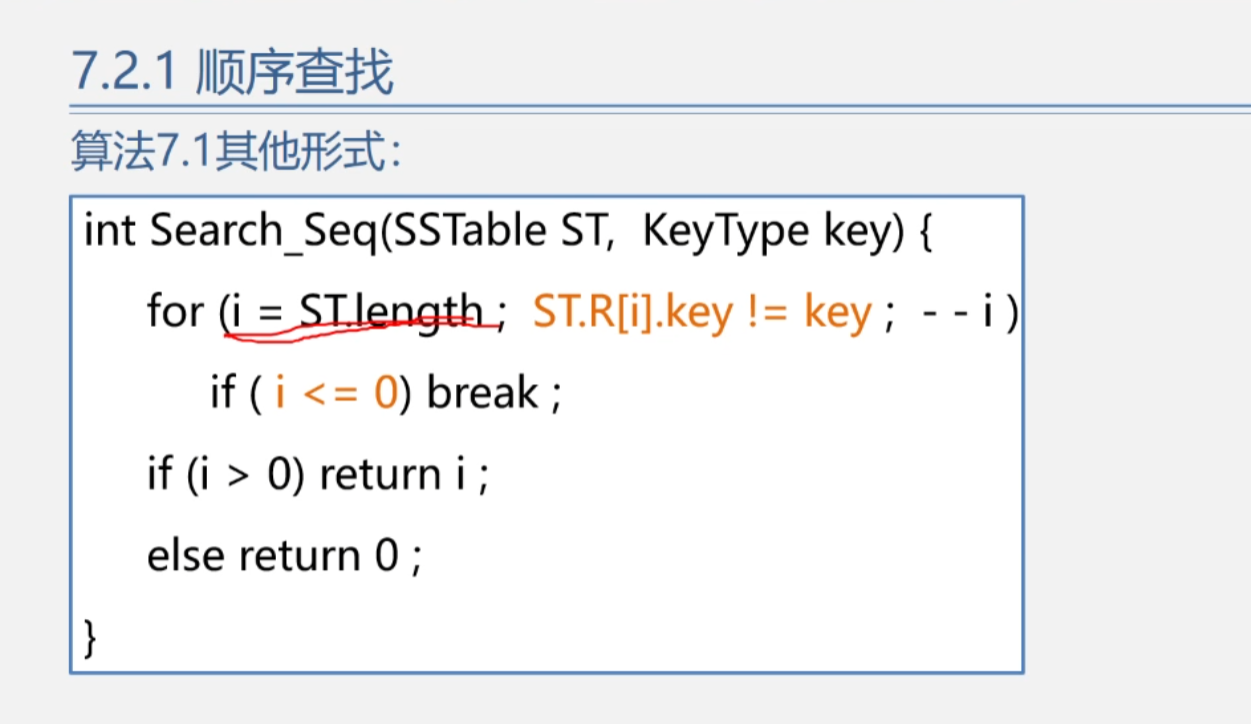 7.2.1 顺序查找
算法7.1其他形式：
int Search_Seq(SSTable ST, KeyType key) {
for (i = ST.length ; ST.R[i].key != key ; - - i )
if ( i <= 0) break ;
if (i > 0) return i ;
else return 0 ;
}